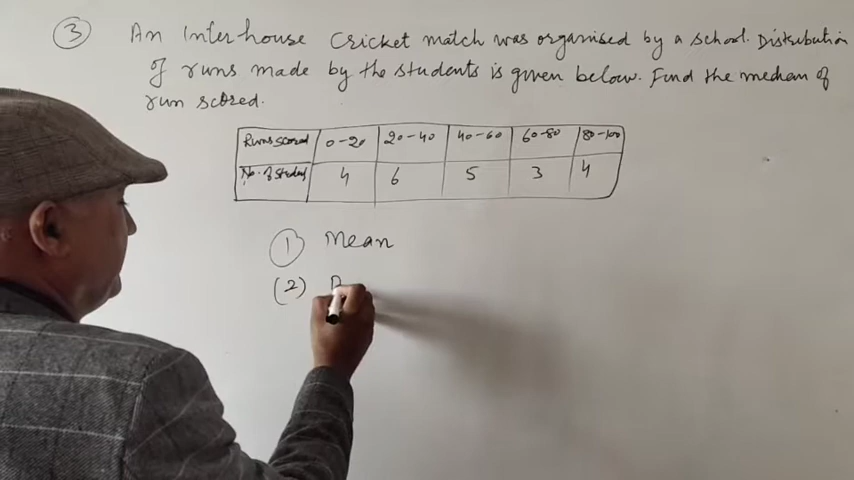 3 An Inter-house Cricket match was organised by a school. Distribution
of runs made by the students is given below. Find the median of
run scored.
Runs scored 0-20 20-40 40-60 60-80 80-100
No. of Student 4 6 5 3 4
1 Mean
(2)